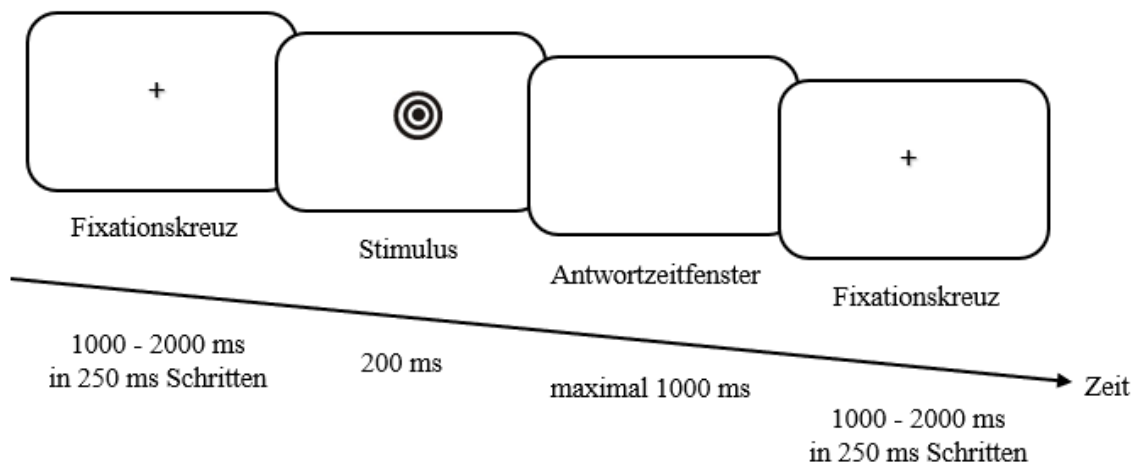 Fixationskreuz
Stimulus
Antwortzeitfenster
Fixationskreuz
1000 - 2000 ms
in 250 ms Schritten
200 ms
maximal 1000 ms
Zeit
1000 - 2000 ms
in 250 ms Schritten